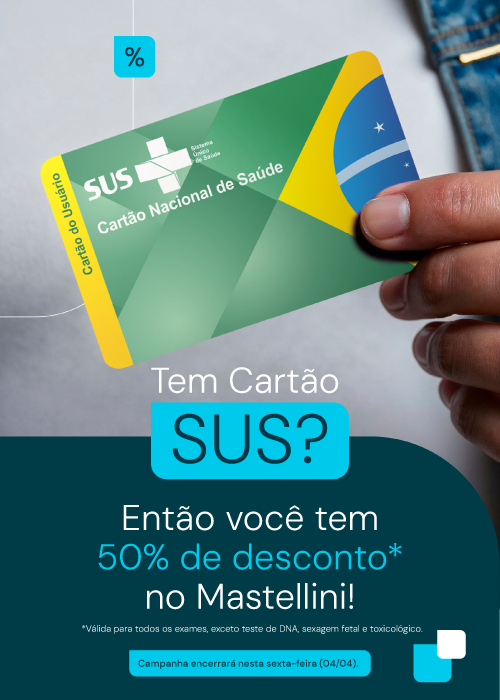 %
SUS
Sistema
Único
de Saúde
Cartão Nacional de Saúde
Cartão do Usuário
Tem Cartão
SUS?
Então você tem
50% de desconto*
no Mastellini!
*Válida para todos os exames, exceto teste de DNA, sexagem fetal e toxicológico.
Campanha encerrará nesta sexta-feira (04/04).